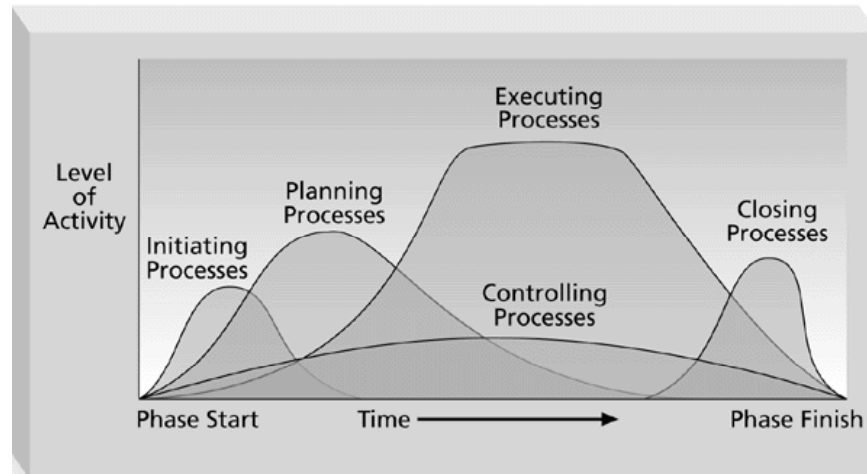 Executing
Processes
Level
of
Activity
Planning
Processes
Closing
Processes
Initiating
Processes
Controlling
Processes
Phase Start
Time
Phase Finish